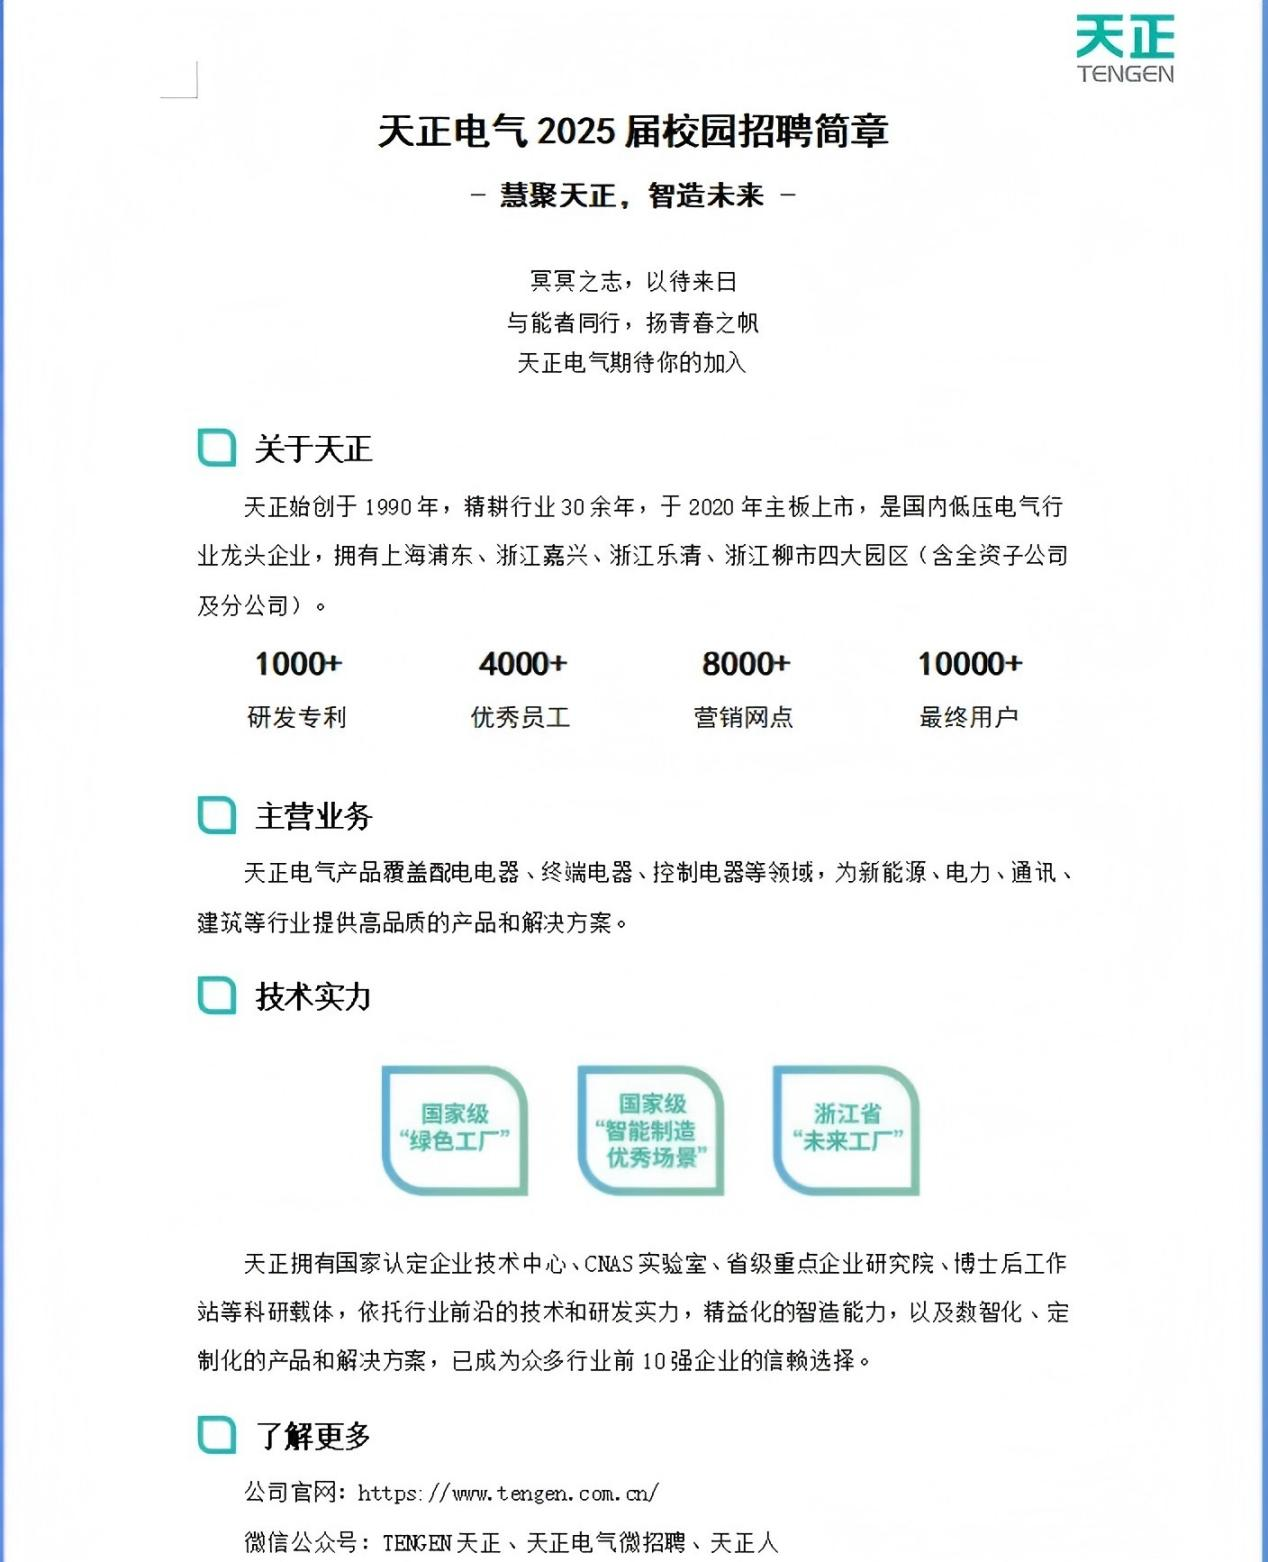 天正
TENGEN
天正电气 2025 届校园招聘简章
– 慧聚天正，智造未来 –
冥冥之志，以待来日
与能者同行，扬青春之帆
天正电气期待你的加入
关于天正
天正始创于 1990 年，精耕行业 30 余年，于 2020 年主板上市，是国内低压电气行
业龙头企业，拥有上海浦东、浙江嘉兴、浙江乐清、浙江柳市四大园区（含全资子公司
及分公司）。
1000+ 4000+ 8000+ 10000+
研发专利 优秀员工 营销网点 最终用户
主营业务
天正电气产品覆盖配电电器、终端电器、控制电器等领域，为新能源、电力、通讯、
建筑等行业提供高品质的产品和解决方案。
技术实力
国家级
“绿色工厂”
国家级
“智能制造
优秀场景”
浙江省
“未来工厂”
天正拥有国家认定企业技术中心、CNAS 实验室、省级重点企业研究院、博士后工作
站等科研载体，依托行业前沿的技术和研发实力，精益化的智造能力，以及数智化、定
制化的产品和解决方案，已成为众多行业前 10 强企业的信赖选择。
了解更多
公司官网：https://www.tengen.com.cn/
微信公众号：TENGEN 天正、天正电气微招聘、天正人